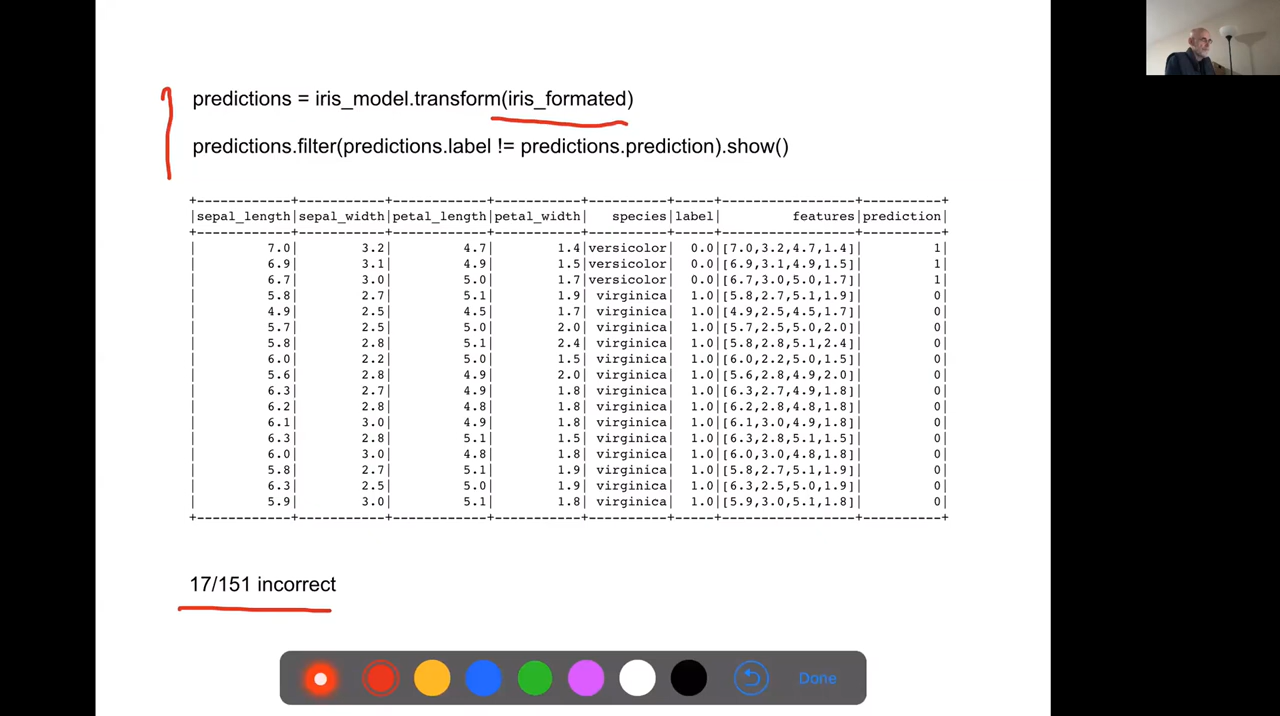 predictions = iris_model.transform(iris_formated)
predictions.filter(predictions.label != predictions.prediction).show()
+------------+-----------+------------+-----------+----------+-----+-----------------+----------+
|sepal_length|sepal_width|petal_length|petal_width|   species|label|         features|prediction|
+------------+-----------+------------+-----------+----------+-----+-----------------+----------+
|         7.0|        3.2|         4.7|        1.4|versicolor|  0.0|[7.0,3.2,4.7,1.4]|         1|
|         6.9|        3.1|         4.9|        1.5|versicolor|  0.0|[6.9,3.1,4.9,1.5]|         1|
|         6.7|        3.0|         5.0|        1.7|versicolor|  0.0|[6.7,3.0,5.0,1.7]|         1|
|         5.8|        2.7|         5.1|        1.9| virginica|  1.0|[5.8,2.7,5.1,1.9]|         0|
|         4.9|        2.5|         4.5|        1.7| virginica|  1.0|[4.9,2.5,4.5,1.7]|         0|
|         5.7|        2.5|         5.0|        2.0| virginica|  1.0|[5.7,2.5,5.0,2.0]|         0|
|         5.8|        2.8|         5.1|        2.4| virginica|  1.0|[5.8,2.8,5.1,2.4]|         0|
|         6.0|        2.2|         5.0|        1.5| virginica|  1.0|[6.0,2.2,5.0,1.5]|         0|
|         5.6|        2.8|         4.9|        2.0| virginica|  1.0|[5.6,2.8,4.9,2.0]|         0|
|         6.3|        2.7|         4.9|        1.8| virginica|  1.0|[6.3,2.7,4.9,1.8]|         0|
|         6.2|        2.8|         4.8|        1.8| virginica|  1.0|[6.2,2.8,4.8,1.8]|         0|
|         6.1|        3.0|         4.9|        1.8| virginica|  1.0|[6.1,3.0,4.9,1.8]|         0|
|         6.3|        2.8|         5.1|        1.5| virginica|  1.0|[6.3,2.8,5.1,1.5]|         0|
|         6.0|        3.0|         4.8|        1.8| virginica|  1.0|[6.0,3.0,4.8,1.8]|         0|
|         5.8|        2.7|         5.1|        1.9| virginica|  1.0|[5.8,2.7,5.1,1.9]|         0|
|         6.3|        2.5|         5.0|        1.9| virginica|  1.0|[6.3,2.5,5.0,1.9]|         0|
|         5.9|        3.0|         5.1|        1.8| virginica|  1.0|[5.9,3.0,5.1,1.8]|         0|
+------------+-----------+------------+-----------+----------+-----+-----------------+----------+
17/151 incorrect
Done